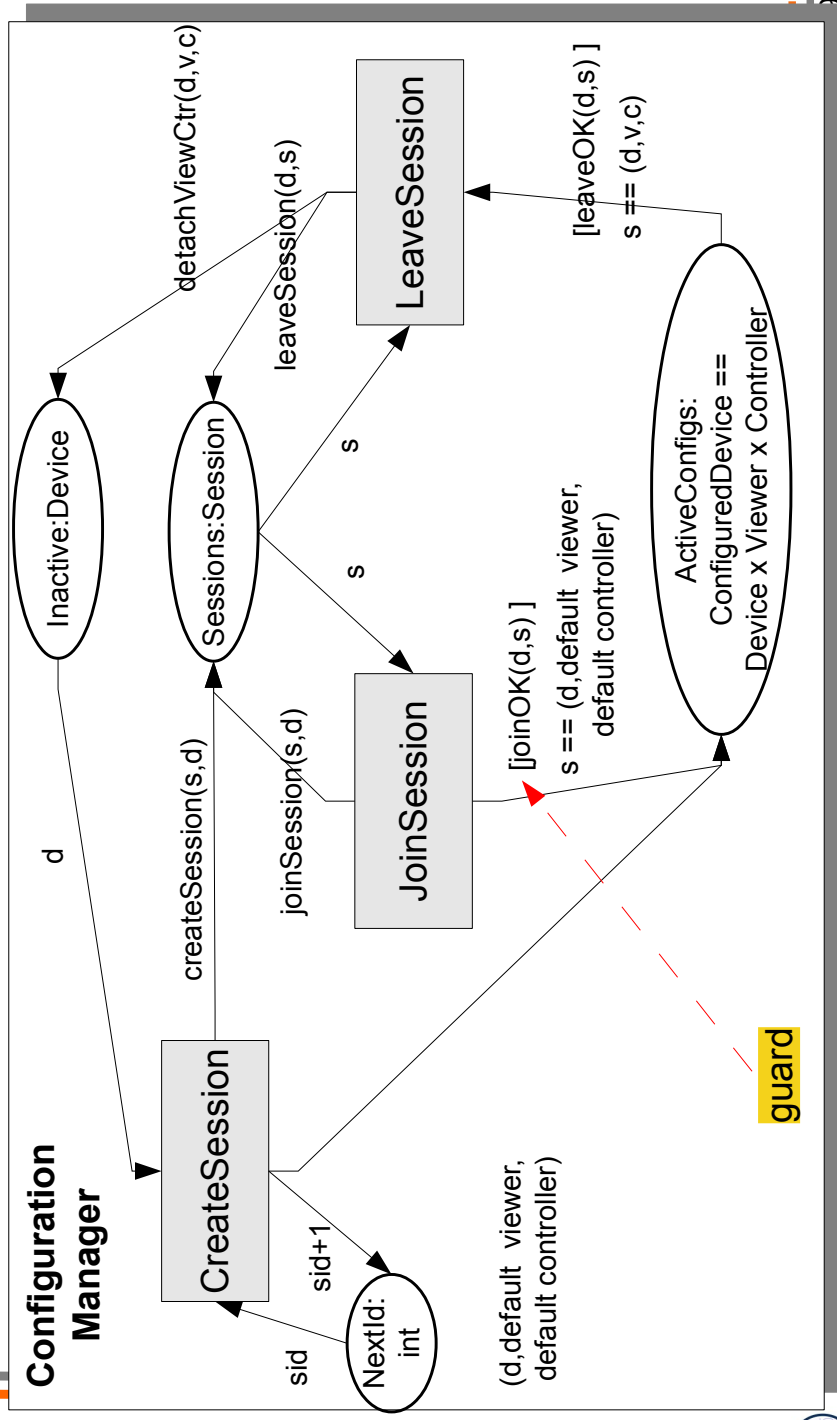 Configuration
Manager
d
Inactive:Device
detachViewCtr(d,v,c)
createSession(s,d)
Sessions:Session
leaveSession(d,s)
CreateSession
joinSession(s,d)
s
s
sid
sid+1
NextId:
int
JoinSession
LeaveSession
(d,default viewer,
default controller)
[joinOK(d,s) ]
s == (d,default viewer,
default controller)
[leaveOK(d,s) ]
s == (d,v,c)
ActiveConfigs:
ConfiguredDevice ==
Device x Viewer x Controller
guard